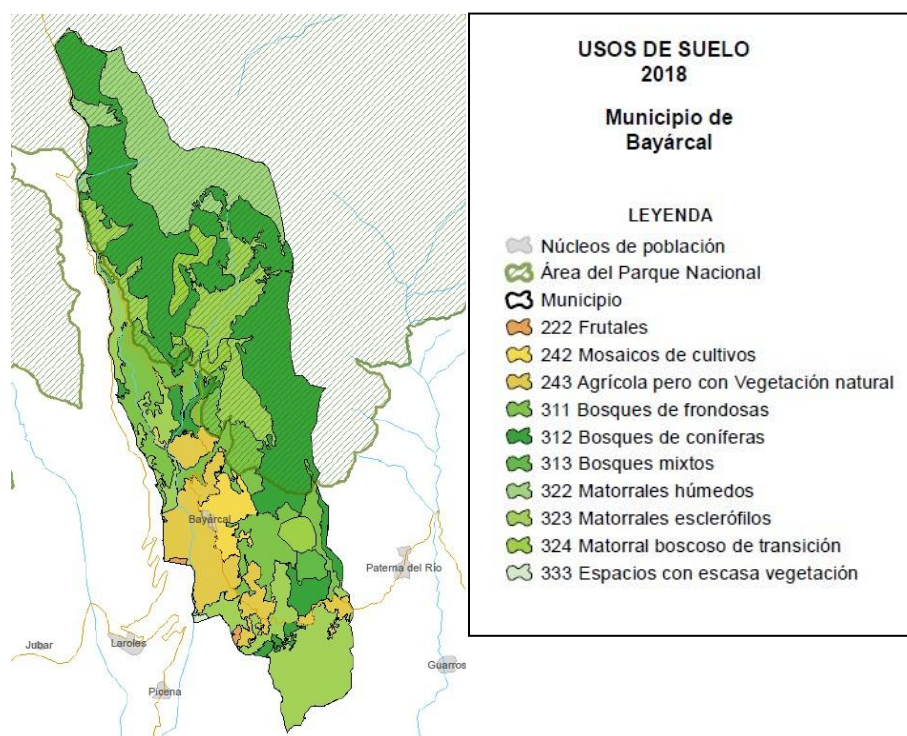 USOS DE SUELO
2018
Municipio de
Bayárcal
LEYENDA
Núcleos de población
Área del Parque Nacional
Municipio
222 Frutales
242 Mosaicos de cultivos
243 Agrícola pero con Vegetación natural
311 Bosques de frondosas
312 Bosques de coníferas
313 Bosques mixtos
322 Matorrales húmedos
323 Matorrales esclerófilos
324 Matorral boscoso de transición
333 Espacios con escasa vegetación
Bayárcal
Paterna del Río
Jubar
Laroles
Picena
Guarros